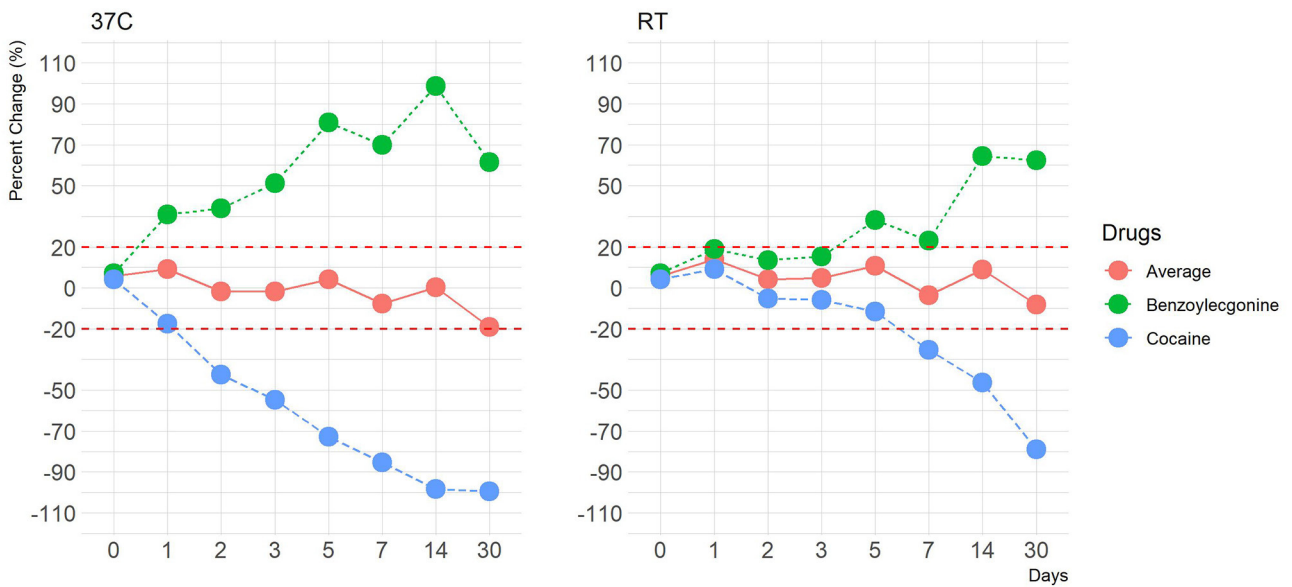 37C
RT
Percent Change (%)
110
90
70
50
20
0
-20
-50
-70
-90
-110
0 1 2 3 5 7 14 30
110
90
70
50
20
0
-20
-50
-70
-90
-110
0 1 2 3 5 7 14 30
Days
Drugs
Average
Benzoylecgonine
Cocaine